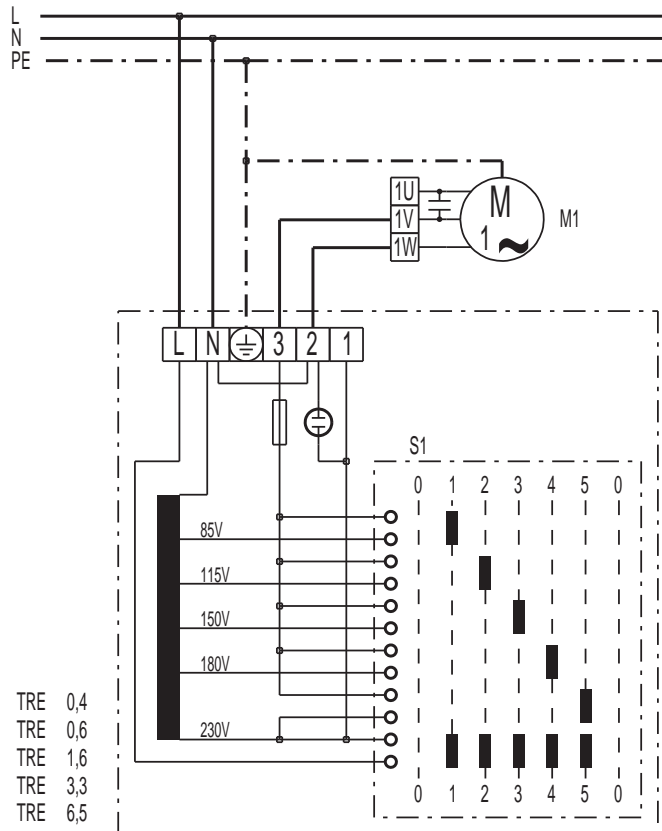 L
N
PE
1U
1V
1W
M
1
M1
L N 3 2 1
S1
0 1 2 3 4 5 0
85V
115V
150V
180V
230V
0 1 2 3 4 5 0
TRE 0,4
TRE 0,6
TRE 1,6
TRE 3,3
TRE 6,5